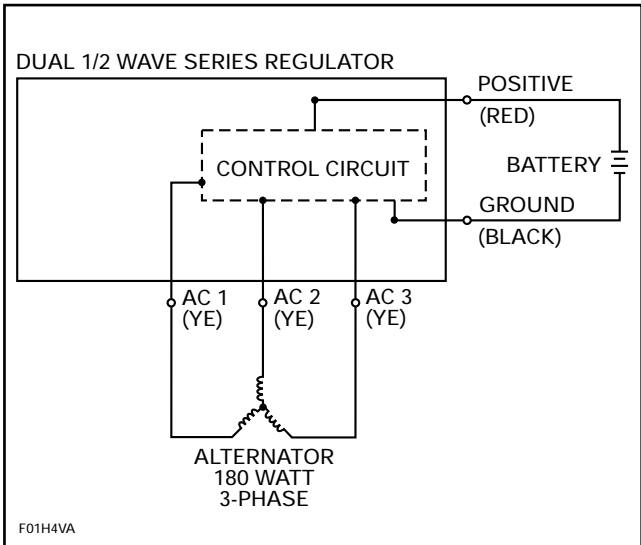 DUAL 1/2 WAVE SERIES REGULATOR
POSITIVE
(RED)
CONTROL CIRCUIT
BATTERY
GROUND
(BLACK)
AC 1
(YE)
AC 2
(YE)
AC 3
(YE)
ALTERNATOR
180 WATT
3-PHASE
F01H4VA